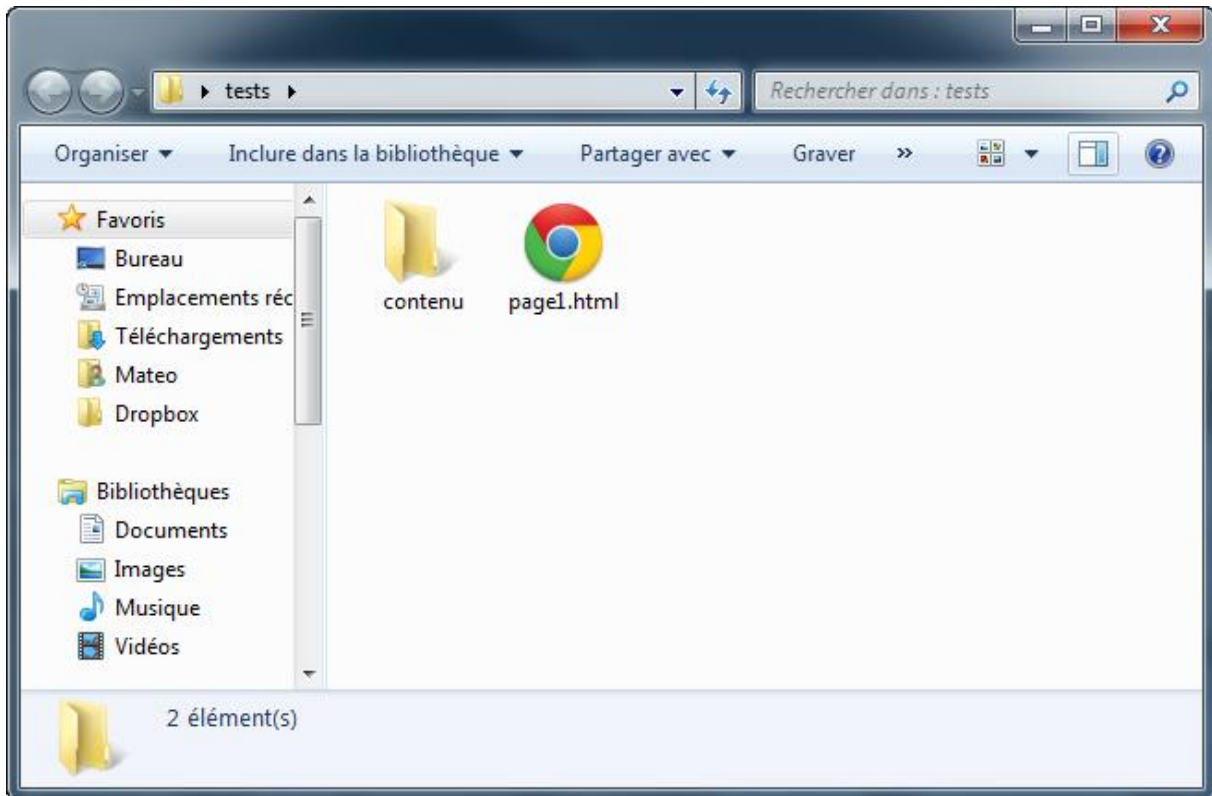 tests
Rechercher dans : tests
Organiser
Inclure dans la bibliothèque
Partager avec
Graver
»
Favoris
Bureau
Emplacements réc
Téléchargements
Mateo
Dropbox
Bibliothèques
Documents
Images
Musique
Vidéos
contenu
page1.html
2 élément(s)